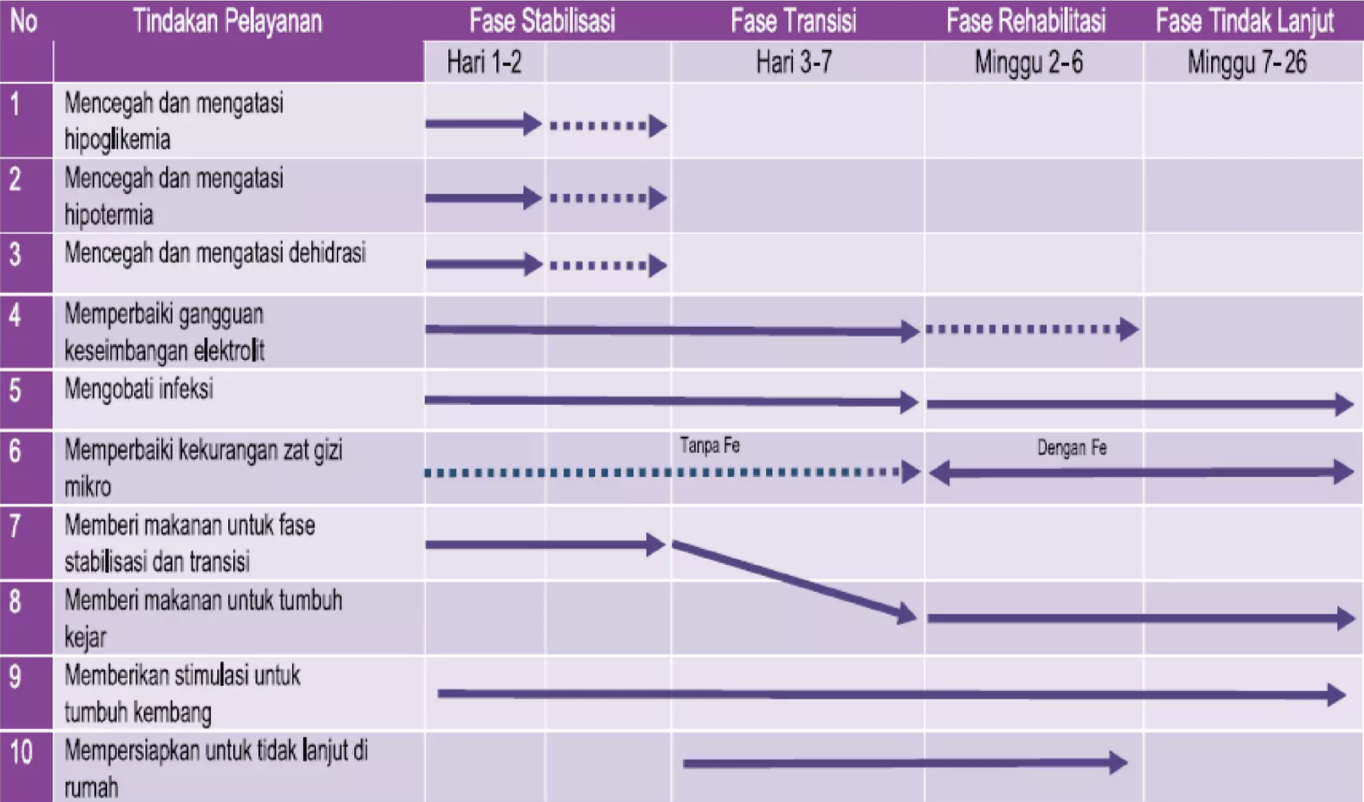 No Tindakan Pelayanan Fase Stabilisasi Fase Transisi Fase Rehabilitasi Fase Tindak Lanjut
Hari 1-2 Hari 3-7 Minggu 2-6 Minggu 7-26
1 Mencegah dan mengatasi
hipoglikemia
2 Mencegah dan mengatasi
hipotermia
3 Mencegah dan mengatasi dehidrasi
4 Memperbaiki gangguan
keseimbangan elektrolit
5 Mengobati infeksi
6 Memperbaiki kekurangan zat gizi
mikro
Tanpa Fe
Dengan Fe
7 Memberi makanan untuk fase
stabilisasi dan transisi
8 Memberi makanan untuk tumbuh
kejar
9 Memberikan stimulasi untuk
tumbuh kembang
10 Mempersiapkan untuk tidak lanjut di
rumah